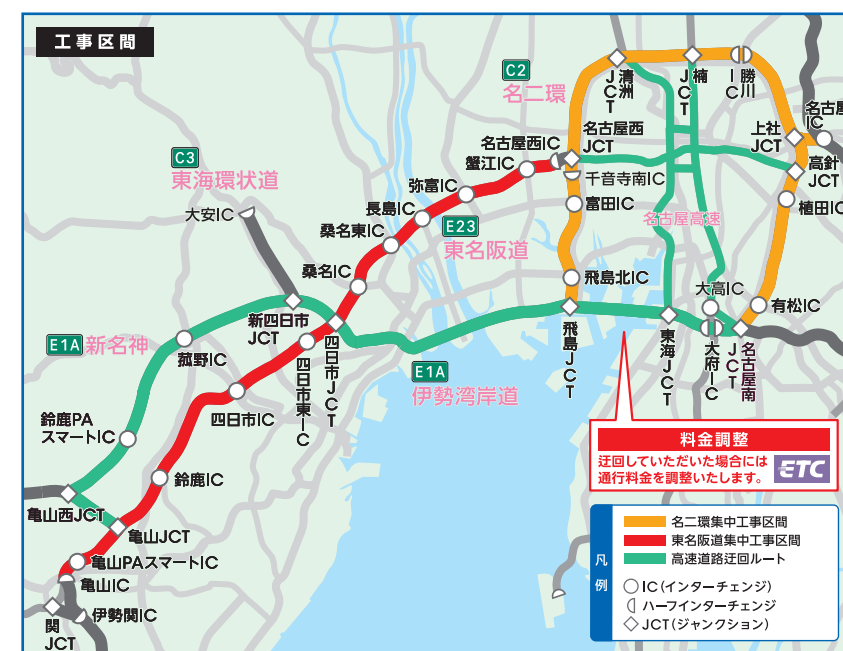 工事区間
C2
名二環
清洲JCT
楠JCT
勝川IC
名古屋IC
上社JCT
高針JCT
植田IC
名古屋西JCT
名古屋西IC
蟹江IC
千音寺南IC
富田IC
名古屋高速
C3
東海環状道
大安IC
弥富IC
長島IC
E23
東名阪道
桑名東IC
桑名IC
飛島北IC
大高IC
有松IC
新四日市JCT
E1A
新名神
菰野IC
四日市JCT
四日市東IC
E1A
伊勢湾岸道
飛島JCT
東海JCT
大府IC
名古屋南JCT
四日市IC
鈴鹿PA
スマートIC
鈴鹿IC
亀山西JCT
亀山JCT
亀山PAスマートIC
亀山IC
伊勢関IC
関JCT
料金調整
迂回していただいた場合には
通行料金を調整いたします。
ETC
凡例
名二環集中工事区間
東名阪道集中工事区間
高速道路迂回ルート
IC(インターチェンジ)
ハーフインターチェンジ
JCT(ジャンクション)